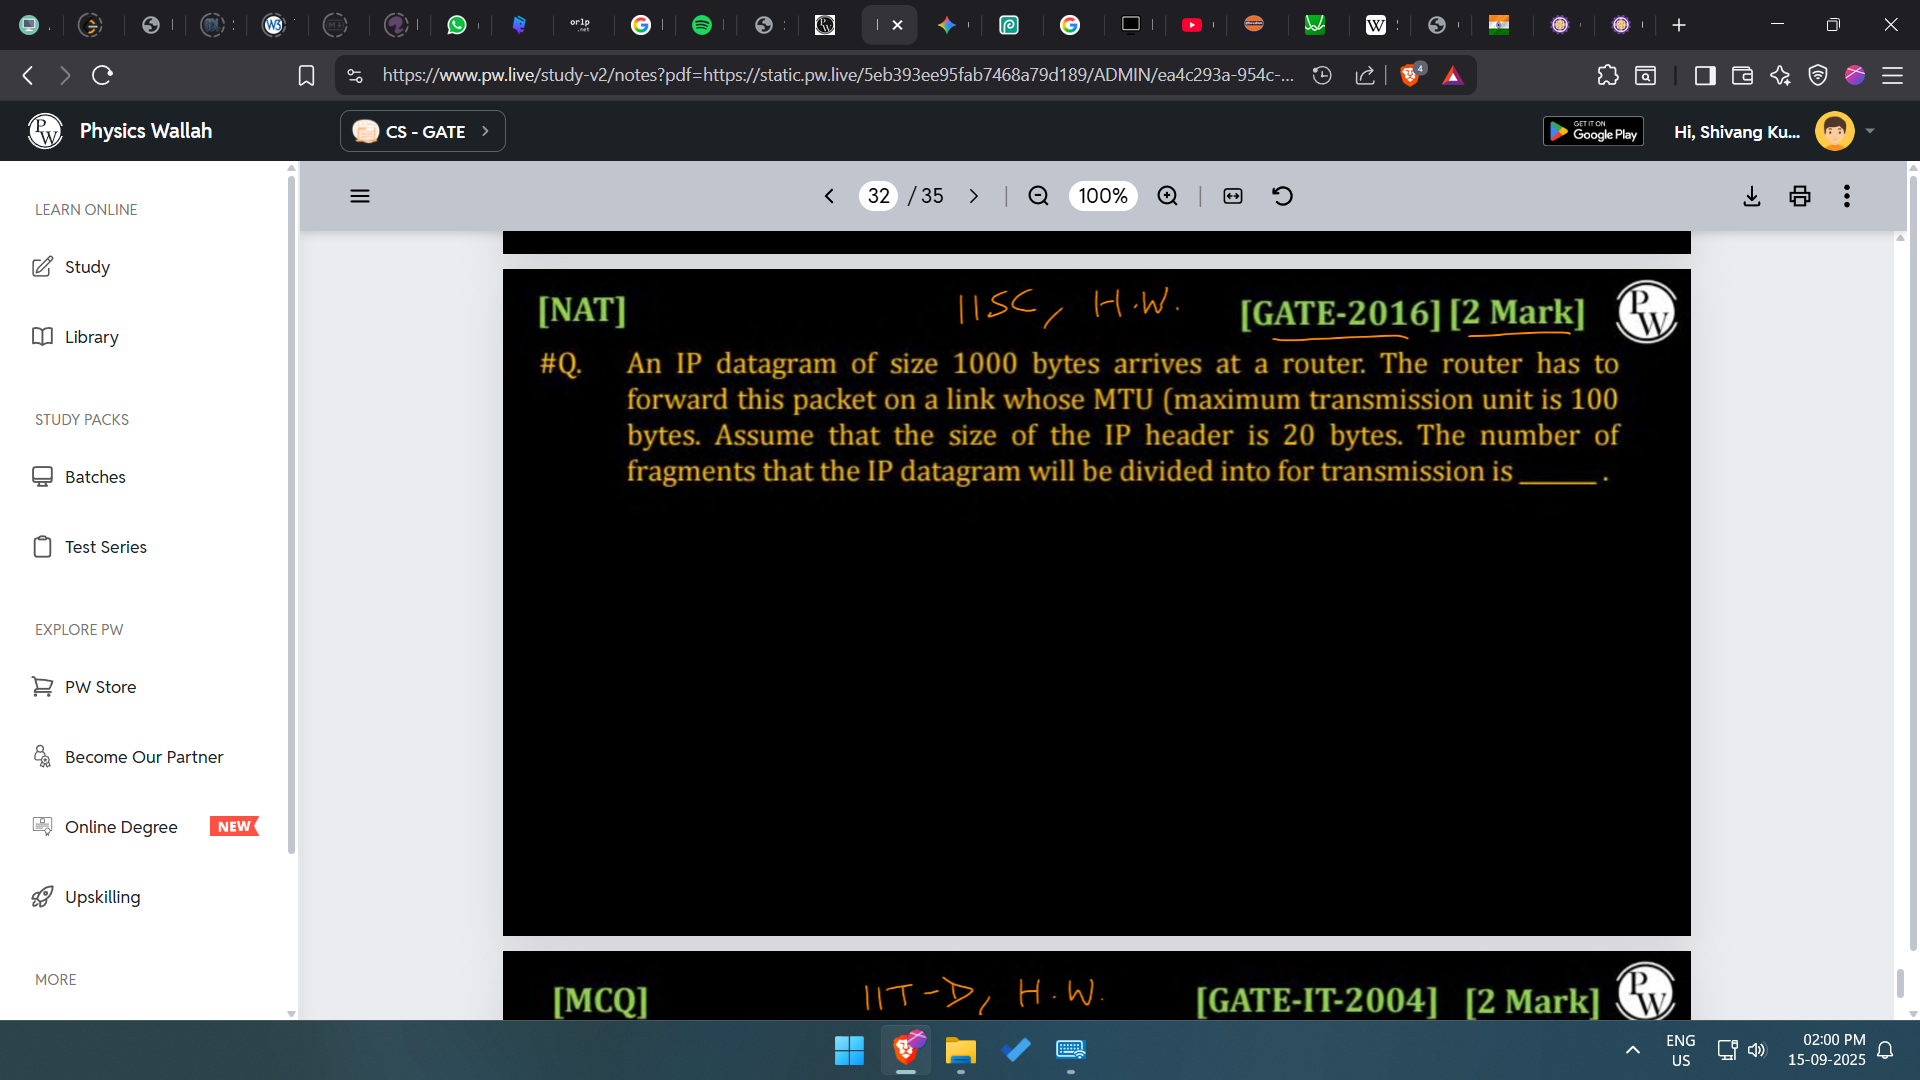 https://www.pw.live/study-v2/notes?pdf=https://static.pw.live/5eb393ee95fab7468a79d189/ADMIN/ea4c293a-954c-...
4
Physics Wallah
CS - GATE
GET IT ON
Google Play
Hi, Shivang Ku...
32 / 35
100%
LEARN ONLINE
Study
Library
STUDY PACKS
Batches
Test Series
EXPLORE PW
PW Store
Become Our Partner
Online Degree NEW
Upskilling
MORE
[NAT] IISC, H.W. [GATE-2016] [2 Mark]
#Q. An IP datagram of size 1000 bytes arrives at a router. The router has to
forward this packet on a link whose MTU (maximum transmission unit is 100
bytes. Assume that the size of the IP header is 20 bytes. The number of
fragments that the IP datagram will be divided into for transmission is ______ .
[MCQ] IIT-D, H.W. [GATE-IT-2004] [2 Mark]
ENG
US
02:00 PM
15-09-2025